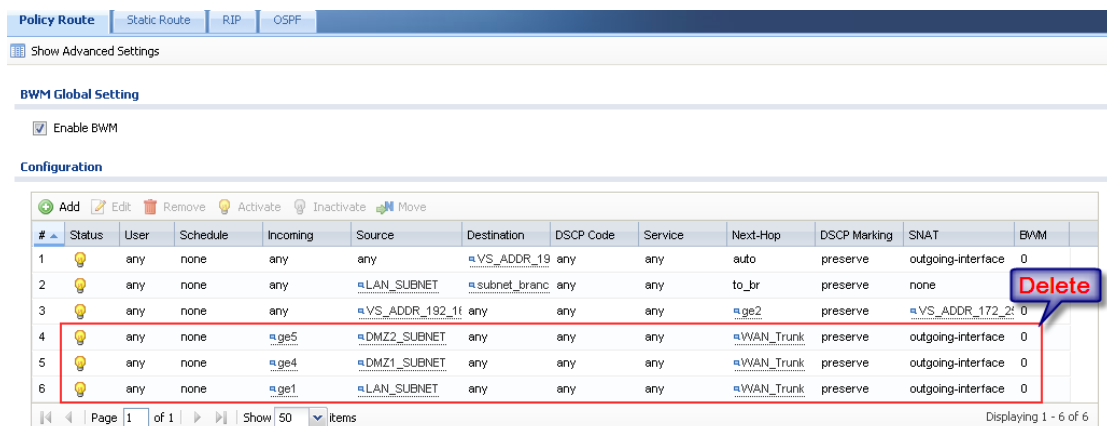 Policy Route Static Route RIP OSPF
Show Advanced Settings
BWM Global Setting
Enable BWM
Configuration
Add Edit Remove Activate Inactivate Move
# Status User Schedule Incoming Source Destination DSCP Code Service Next-Hop DSCP Marking SNAT BWM
1 any none any any VS_ADDR_19 any any auto preserve outgoing-interface 0
2 any none any LAN_SUBNET subnet_branc any any to_br preserve none
Delete
3 any none any VS_ADDR_192_16 any any any ge2 preserve VS_ADDR_172_25 0
4 any none ge5 DMZ2_SUBNET any any any WAN_Trunk preserve outgoing-interface 0
5 any none ge4 DMZ1_SUBNET any any any WAN_Trunk preserve outgoing-interface 0
6 any none ge1 LAN_SUBNET any any any WAN_Trunk preserve outgoing-interface 0
Page 1 of 1 Show 50 items Displaying 1 - 6 of 6